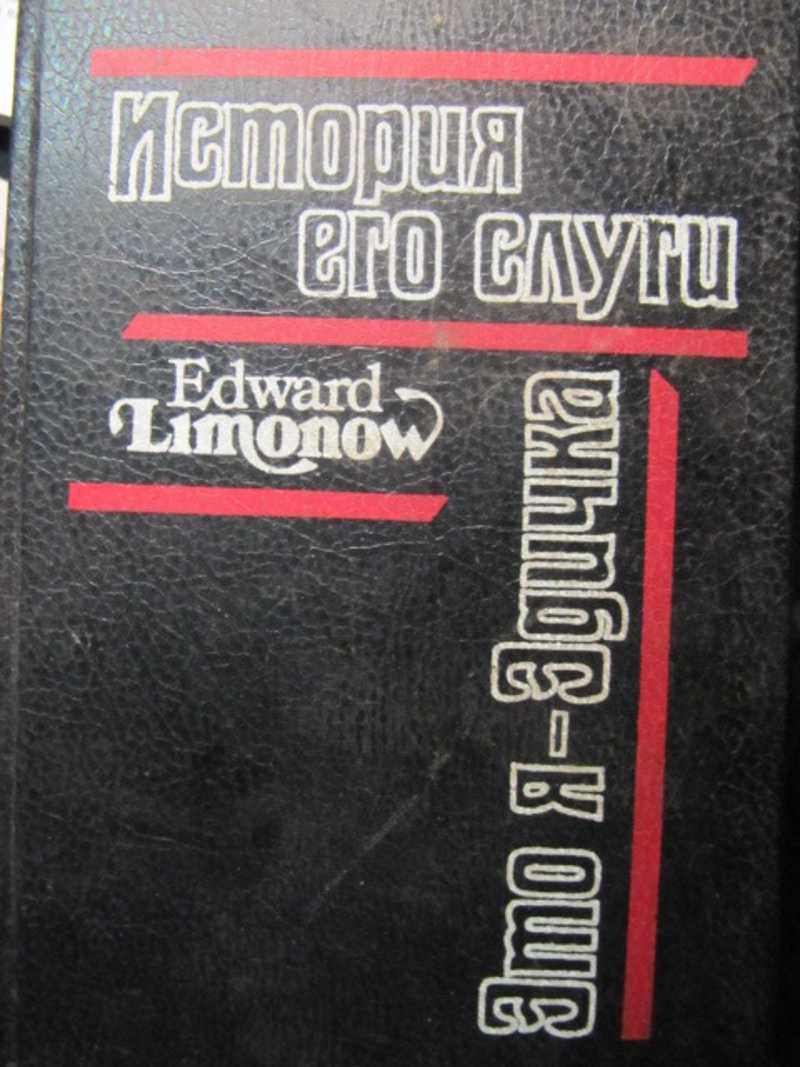 История
его слуги
Edward
Limonow
Это я-Эдичка